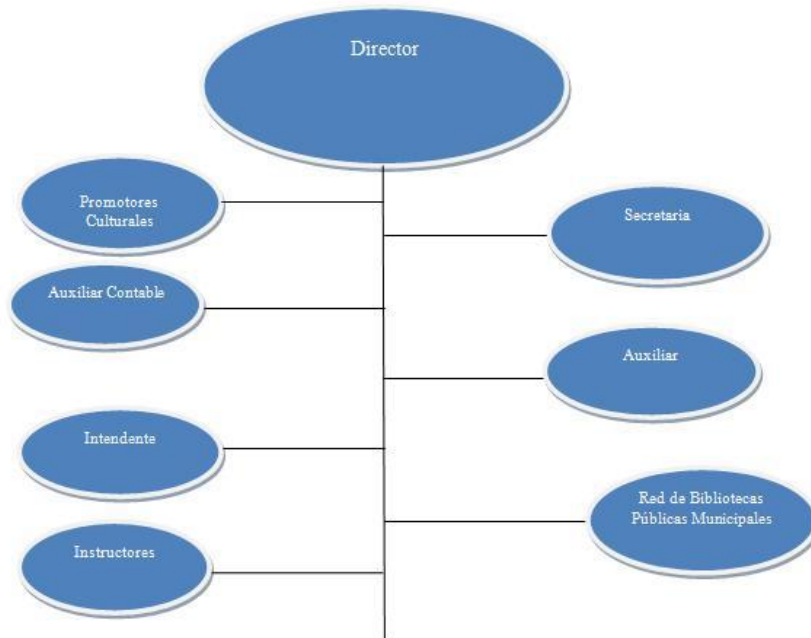 Director
Promotores
Culturales
Secretaria
Auxiliar Contable
Auxiliar
Intendente
Red de Bibliotecas
Públicas Municipales
Instructores